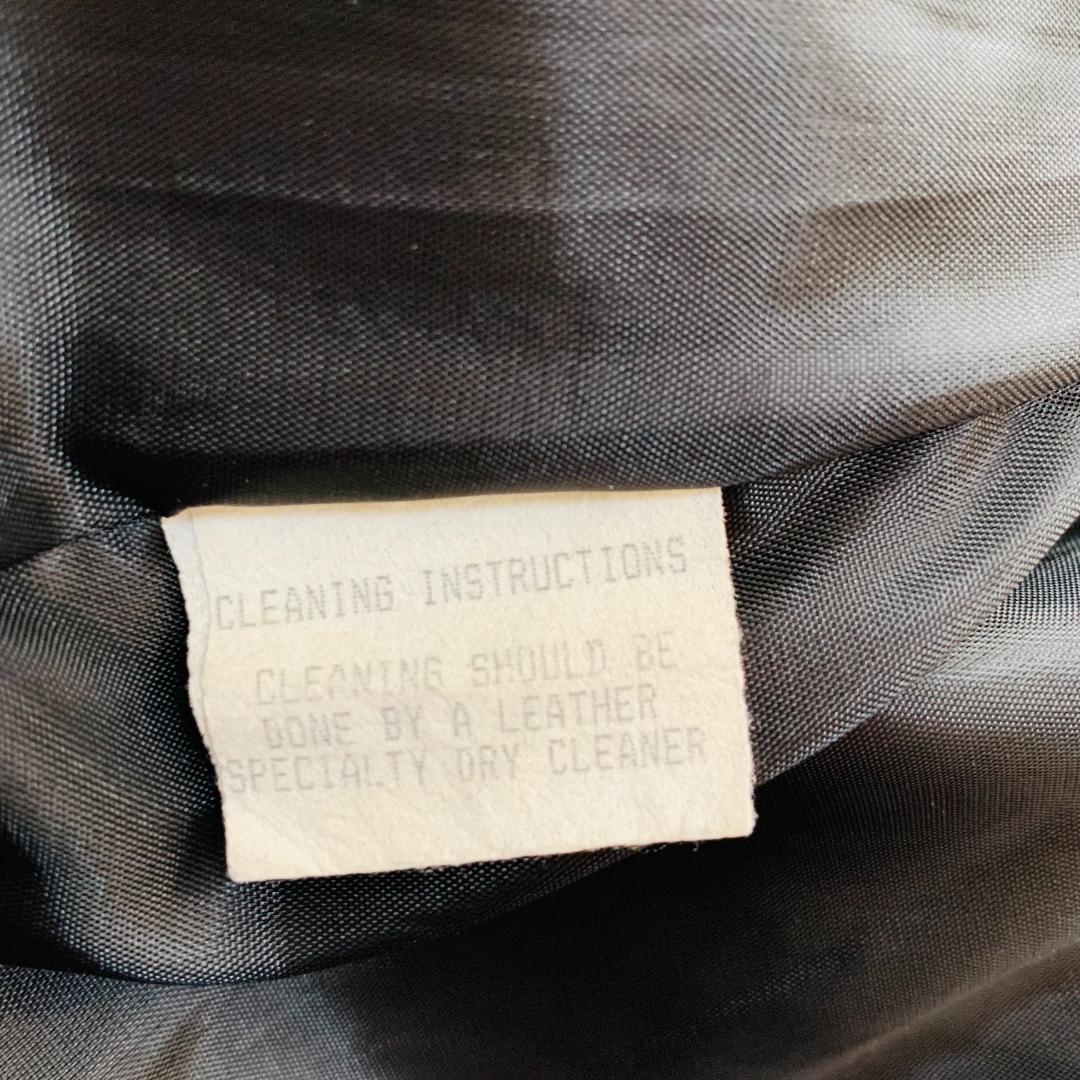 CLEANING INSTRUCTIONS
CLEANING SHOULD BE
DONE BY A LEATHER
SPECIALTY DRY CLEANER